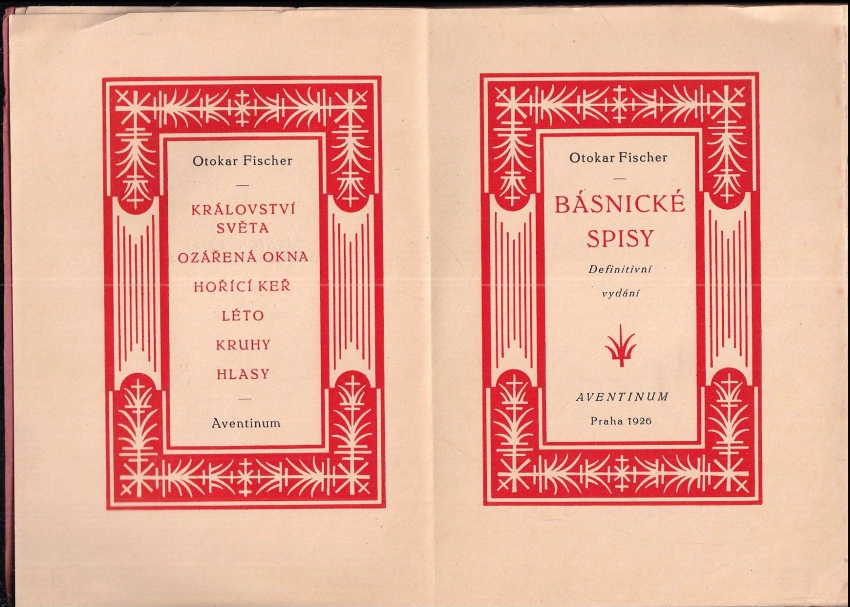 Otokar Fischer
KRÁLOVSTVÍ
SVĚTA
OZÁŘENÁ OKNA
HOŘÍCÍ KEŘ
LÉTO
KRUHY
HLASY
Aventinum
Otokar Fischer
BÁSNICKÉ
SPISY
Definitivní
vydání
AVENTINUM
Praha 1926